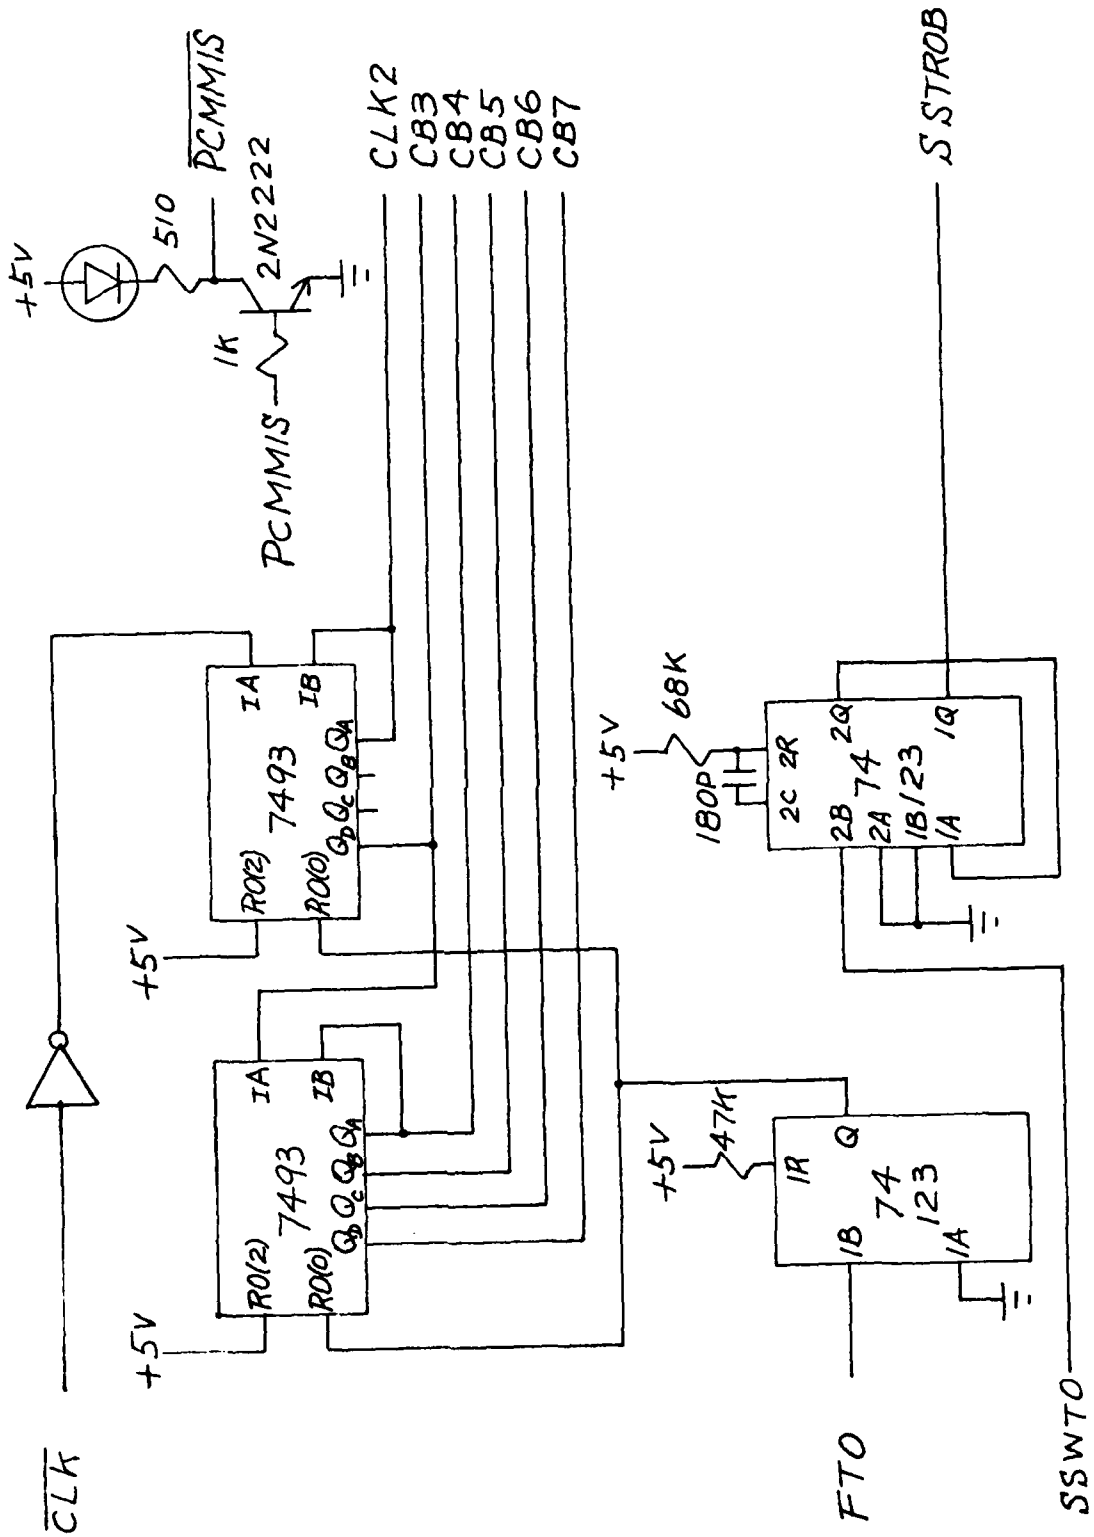 CLK
+5V
RO(2)
RO(0)
7493
IA
IB
QD QC QB QA
+5V
RO(2)
RO(0)
7493
IA
IB
QD QC QB QA
PCMMIS
1K
+5V
510
2N2222
PCMMIS
CLK2
CB3
CB4
CB5
CB6
CB7
FTO
+5V
47K
1R
1B
1A
74
123
Q
SSWTO
+5V
68K
180P
2C 2R
2B
2A
1B
1A
74
123
2Q
1Q
S STROB